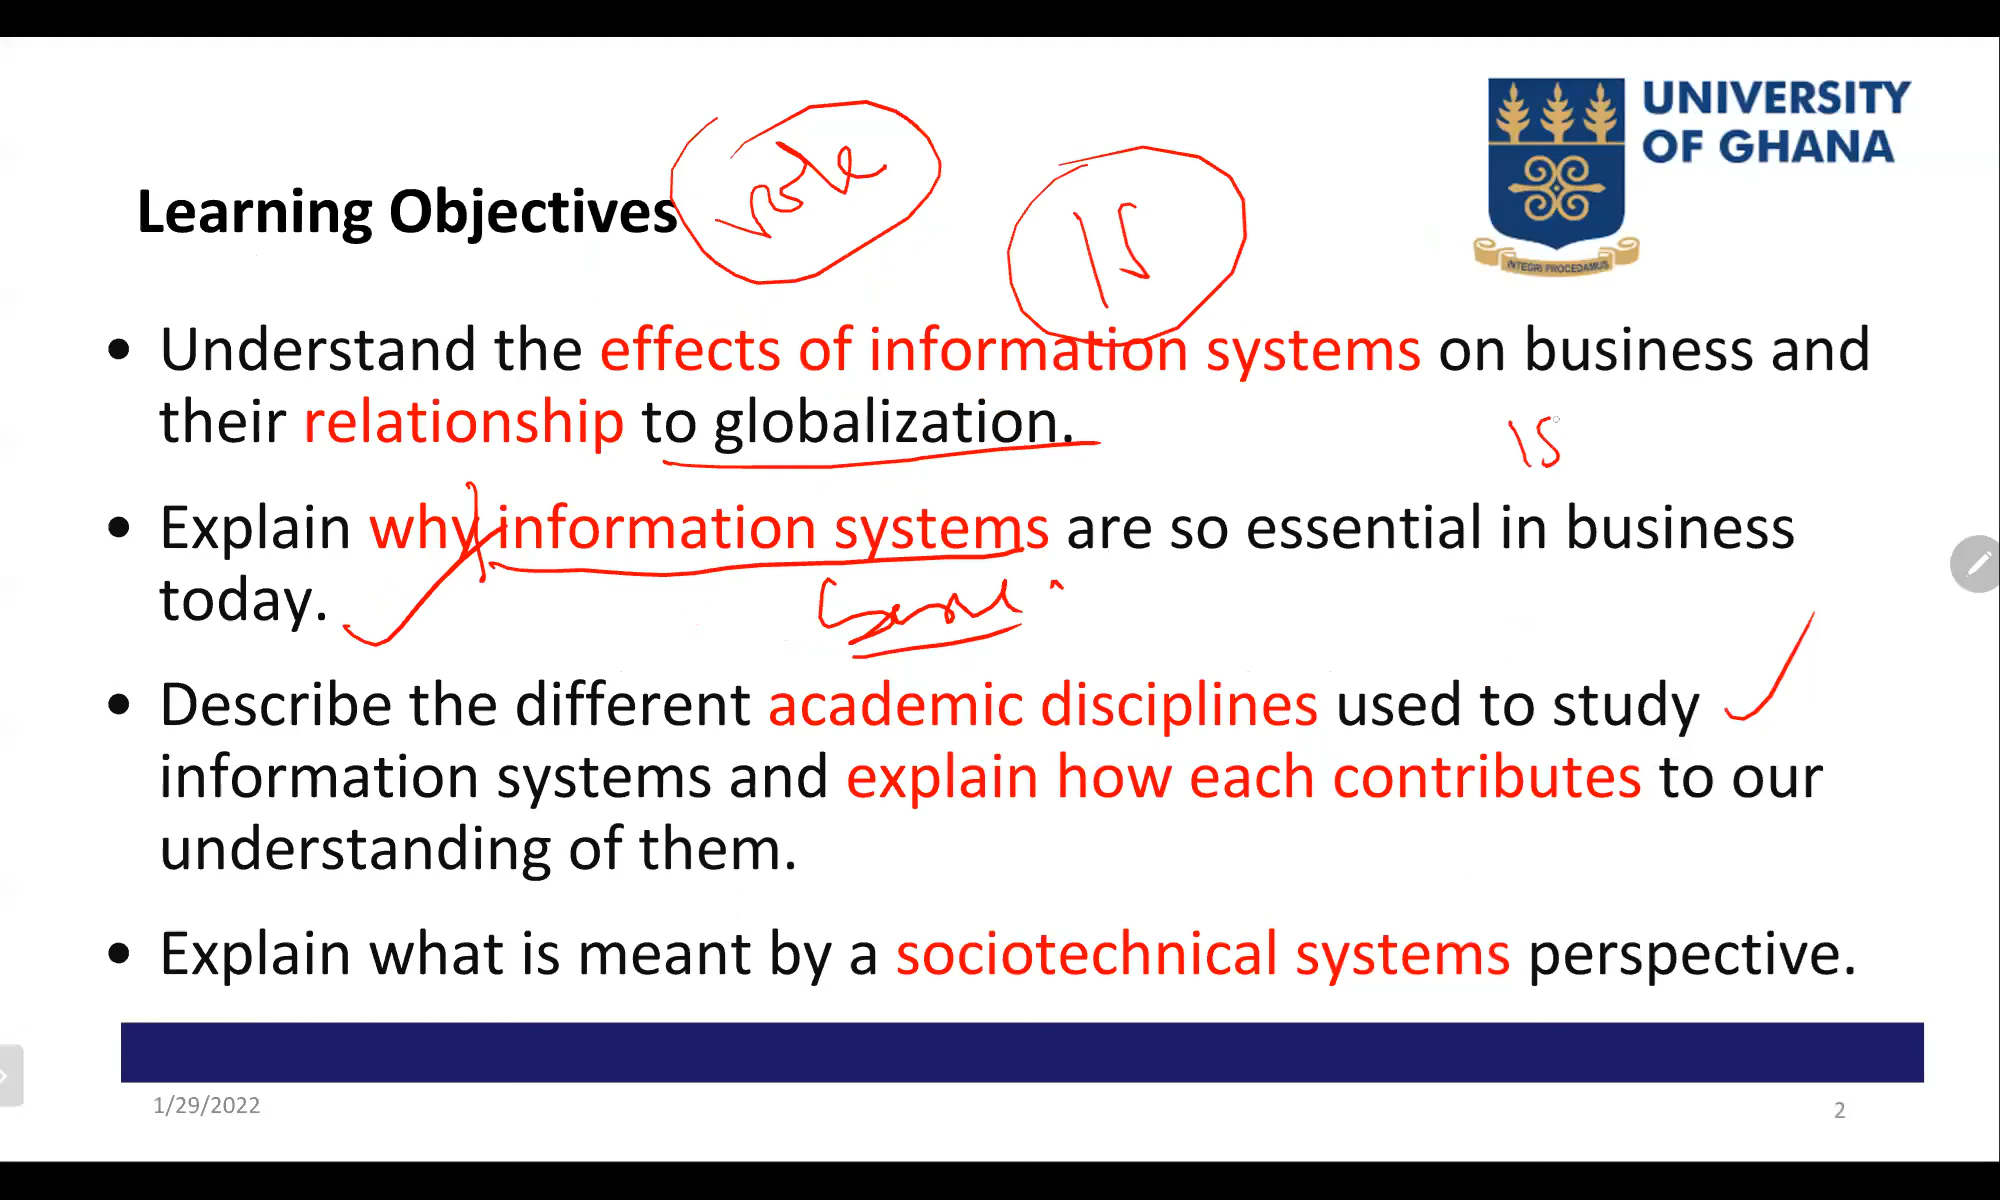 UNIVERSITY
OF GHANA
INTEGRI PROCEDAMUS
Learning Objectives
IS
• Understand the effects of information systems on business and
their relationship to globalization.
IS
• Explain why information systems are so essential in business
today.
• Describe the different academic disciplines used to study
information systems and explain how each contributes to our
understanding of them.
• Explain what is meant by a sociotechnical systems perspective.
1/29/2022
2